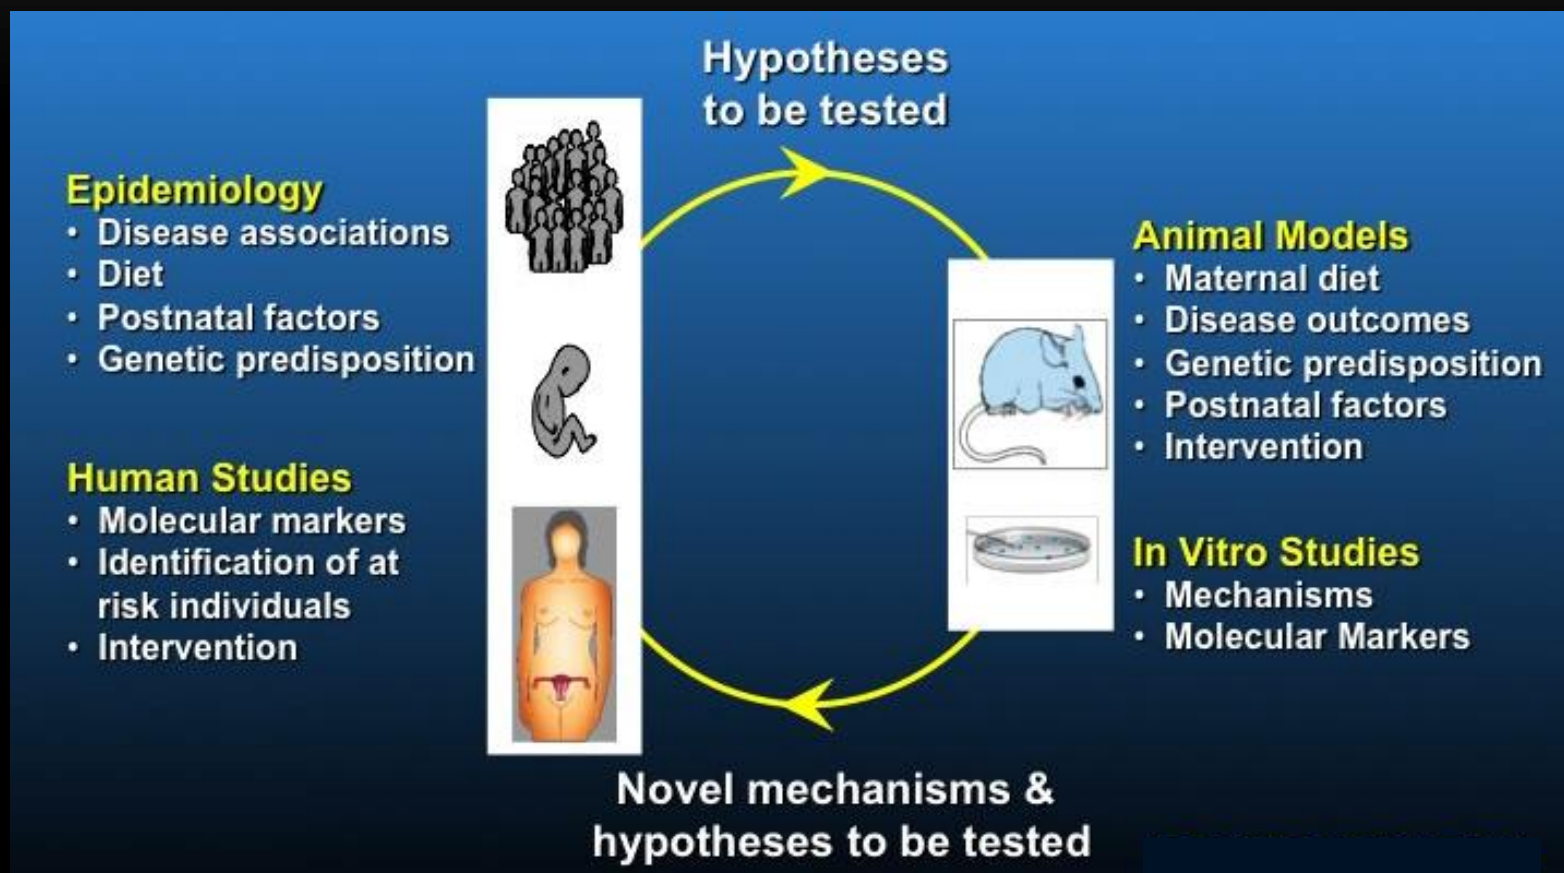 Hypotheses
to be tested
Epidemiology
• Disease associations
• Diet
• Postnatal factors
• Genetic predisposition
Human Studies
• Molecular markers
• Identification of at
risk individuals
• Intervention
Animal Models
• Maternal diet
• Disease outcomes
• Genetic predisposition
• Postnatal factors
• Intervention
In Vitro Studies
• Mechanisms
• Molecular Markers
Novel mechanisms &
hypotheses to be tested